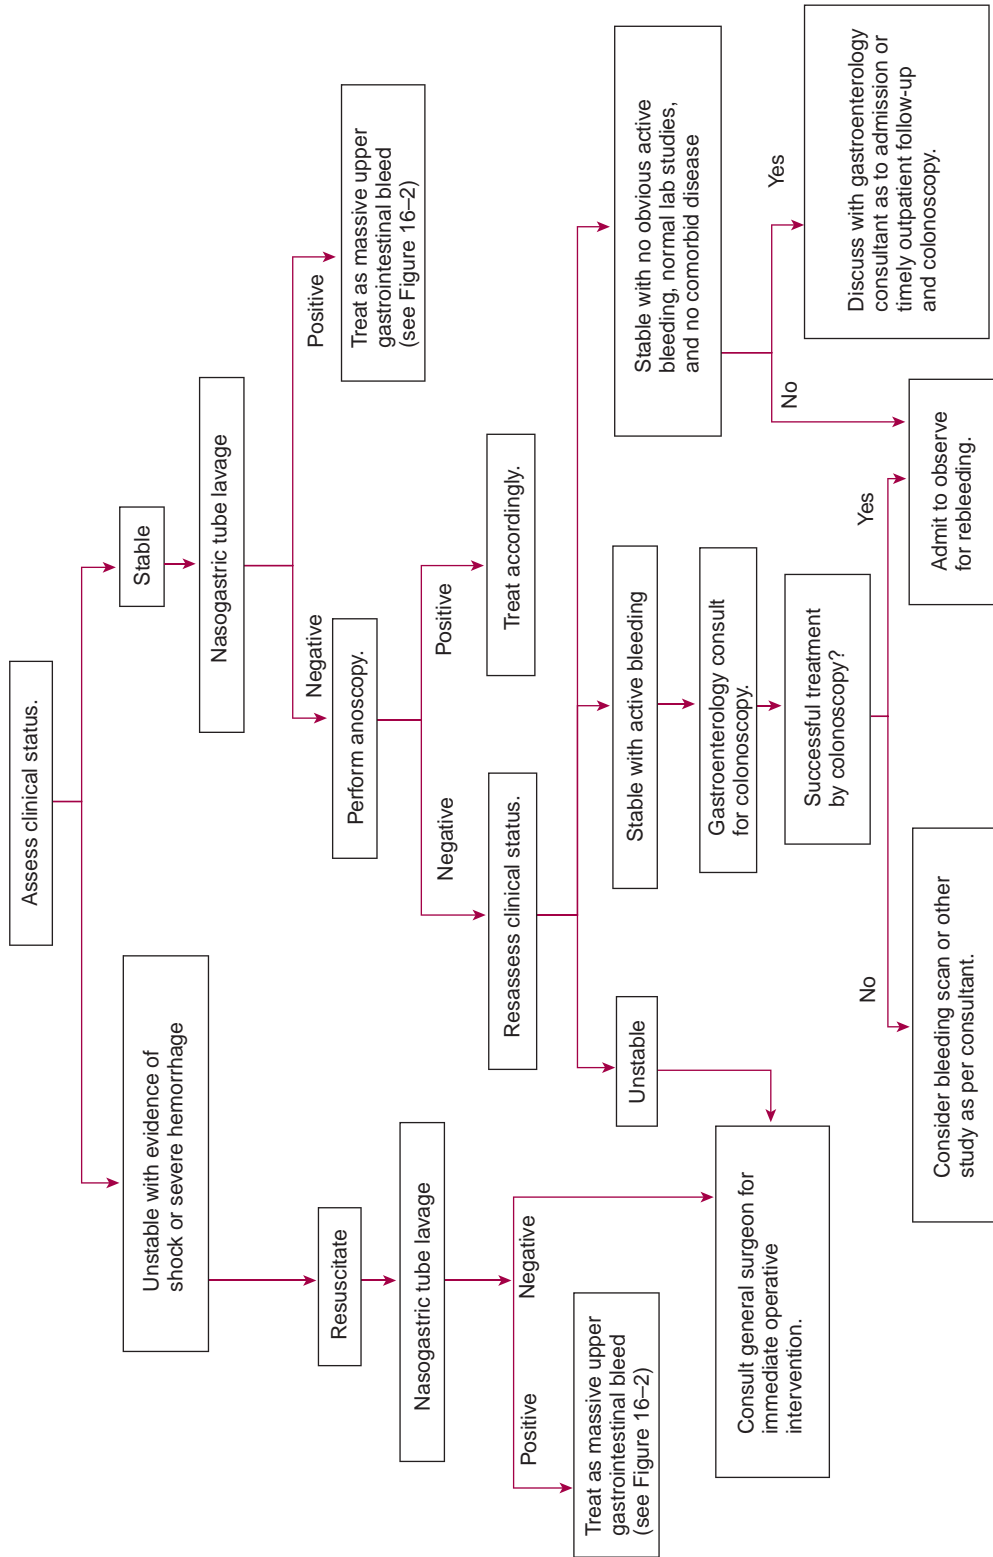 Assess clinical status.
Unstable with evidence of
shock or severe hemorrhage
Stable
Resuscitate
Nasogastric tube lavage
Nasogastric tube lavage
Positive
Negative
Negative
Positive
Treat as massive upper
gastrointestinal bleed
(see Figure 16–2)
Perform anoscopy.
Treat as massive upper
gastrointestinal bleed
(see Figure 16–2)
Negative
Positive
Resassess clinical status.
Treat accordingly.
Unstable
Stable with active bleeding
Stable with no obvious active
bleeding, normal lab studies,
and no comorbid disease
Consult general surgeon for
immediate operative
intervention.
Gastroenterology consult
for colonoscopy.
Successful treatment
by colonoscopy?
No
Yes
No
Yes
Consider bleeding scan or other
study as per consultant.
Admit to observe
for rebleeding.
Discuss with gastroenterology
consultant as to admission or
timely outpatient follow-up
and colonoscopy.